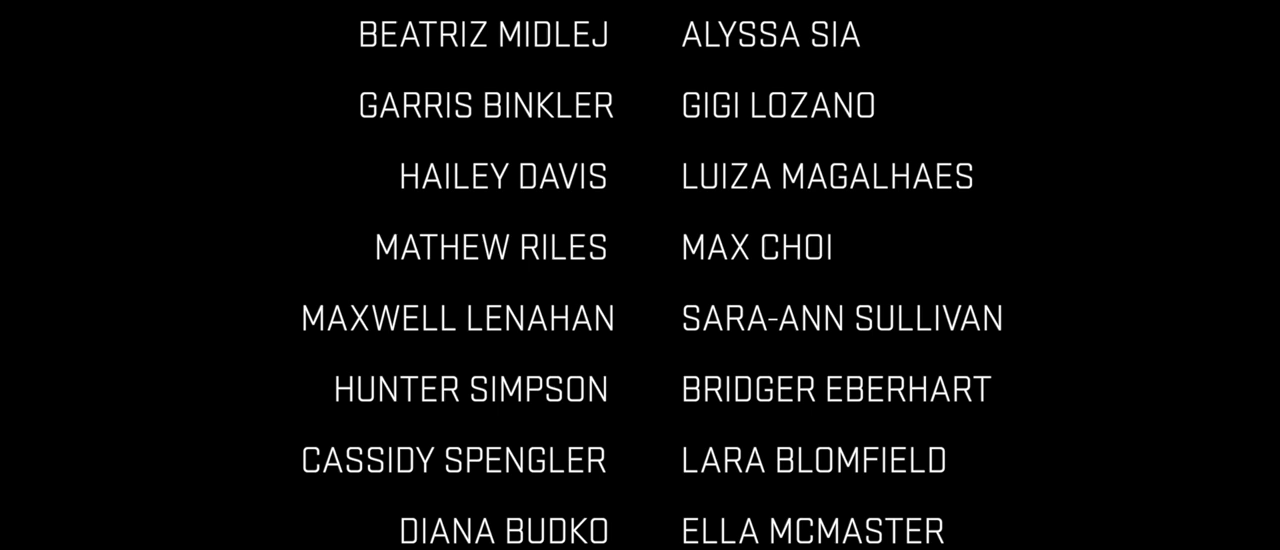 BEATRIZ MIDLEJ ALYSSA SIA
GARRIS BINKLER GIGI LOZANO
HAILEY DAVIS LUIZA MAGALHAES
MATHEW RILES MAX CHOI
MAXWELL LENAHAN SARA-ANN SULLIVAN
HUNTER SIMPSON BRIDGER EBERHART
CASSIDY SPENGLER LARA BLOMFIELD
DIANA BUDKO ELLA MCMASTER